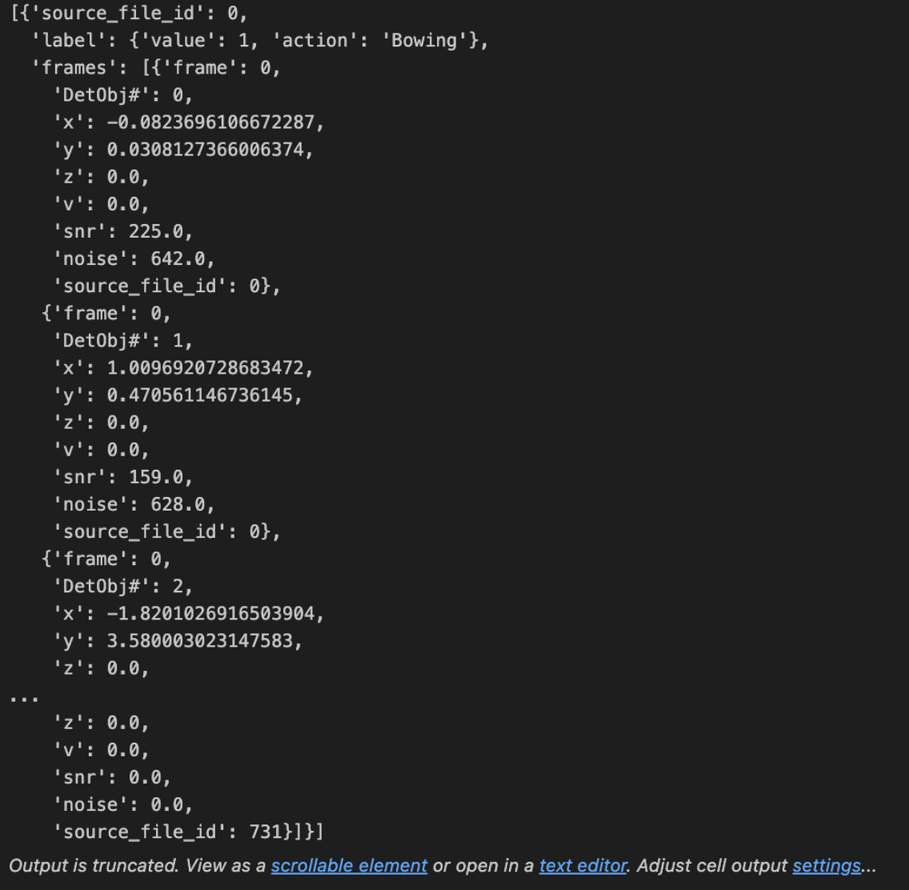 [{'source_file_id': 0,
'label': {'value': 1, 'action': 'Bowing'},
'frames': [{'frame': 0,
'DetObj#': 0,
'x': -0.0823696106672287,
'y': 0.0308127366006374,
'z': 0.0,
'v': 0.0,
'snr': 225.0,
'noise': 642.0,
'source_file_id': 0},
{'frame': 0,
'DetObj#': 1,
'x': 1.0096920728683472,
'y': 0.470561146736145,
'z': 0.0,
'v': 0.0,
'snr': 159.0,
'noise': 628.0,
'source_file_id': 0},
{'frame': 0,
'DetObj#': 2,
'x': -1.8201026916503904,
'y': 3.580003023147583,
'z': 0.0,
...
'z': 0.0,
'v': 0.0,
'snr': 0.0,
'noise': 0.0,
'source_file_id': 731}]}]
Output is truncated. View as a scrollable element or open in a text editor. Adjust cell output settings...